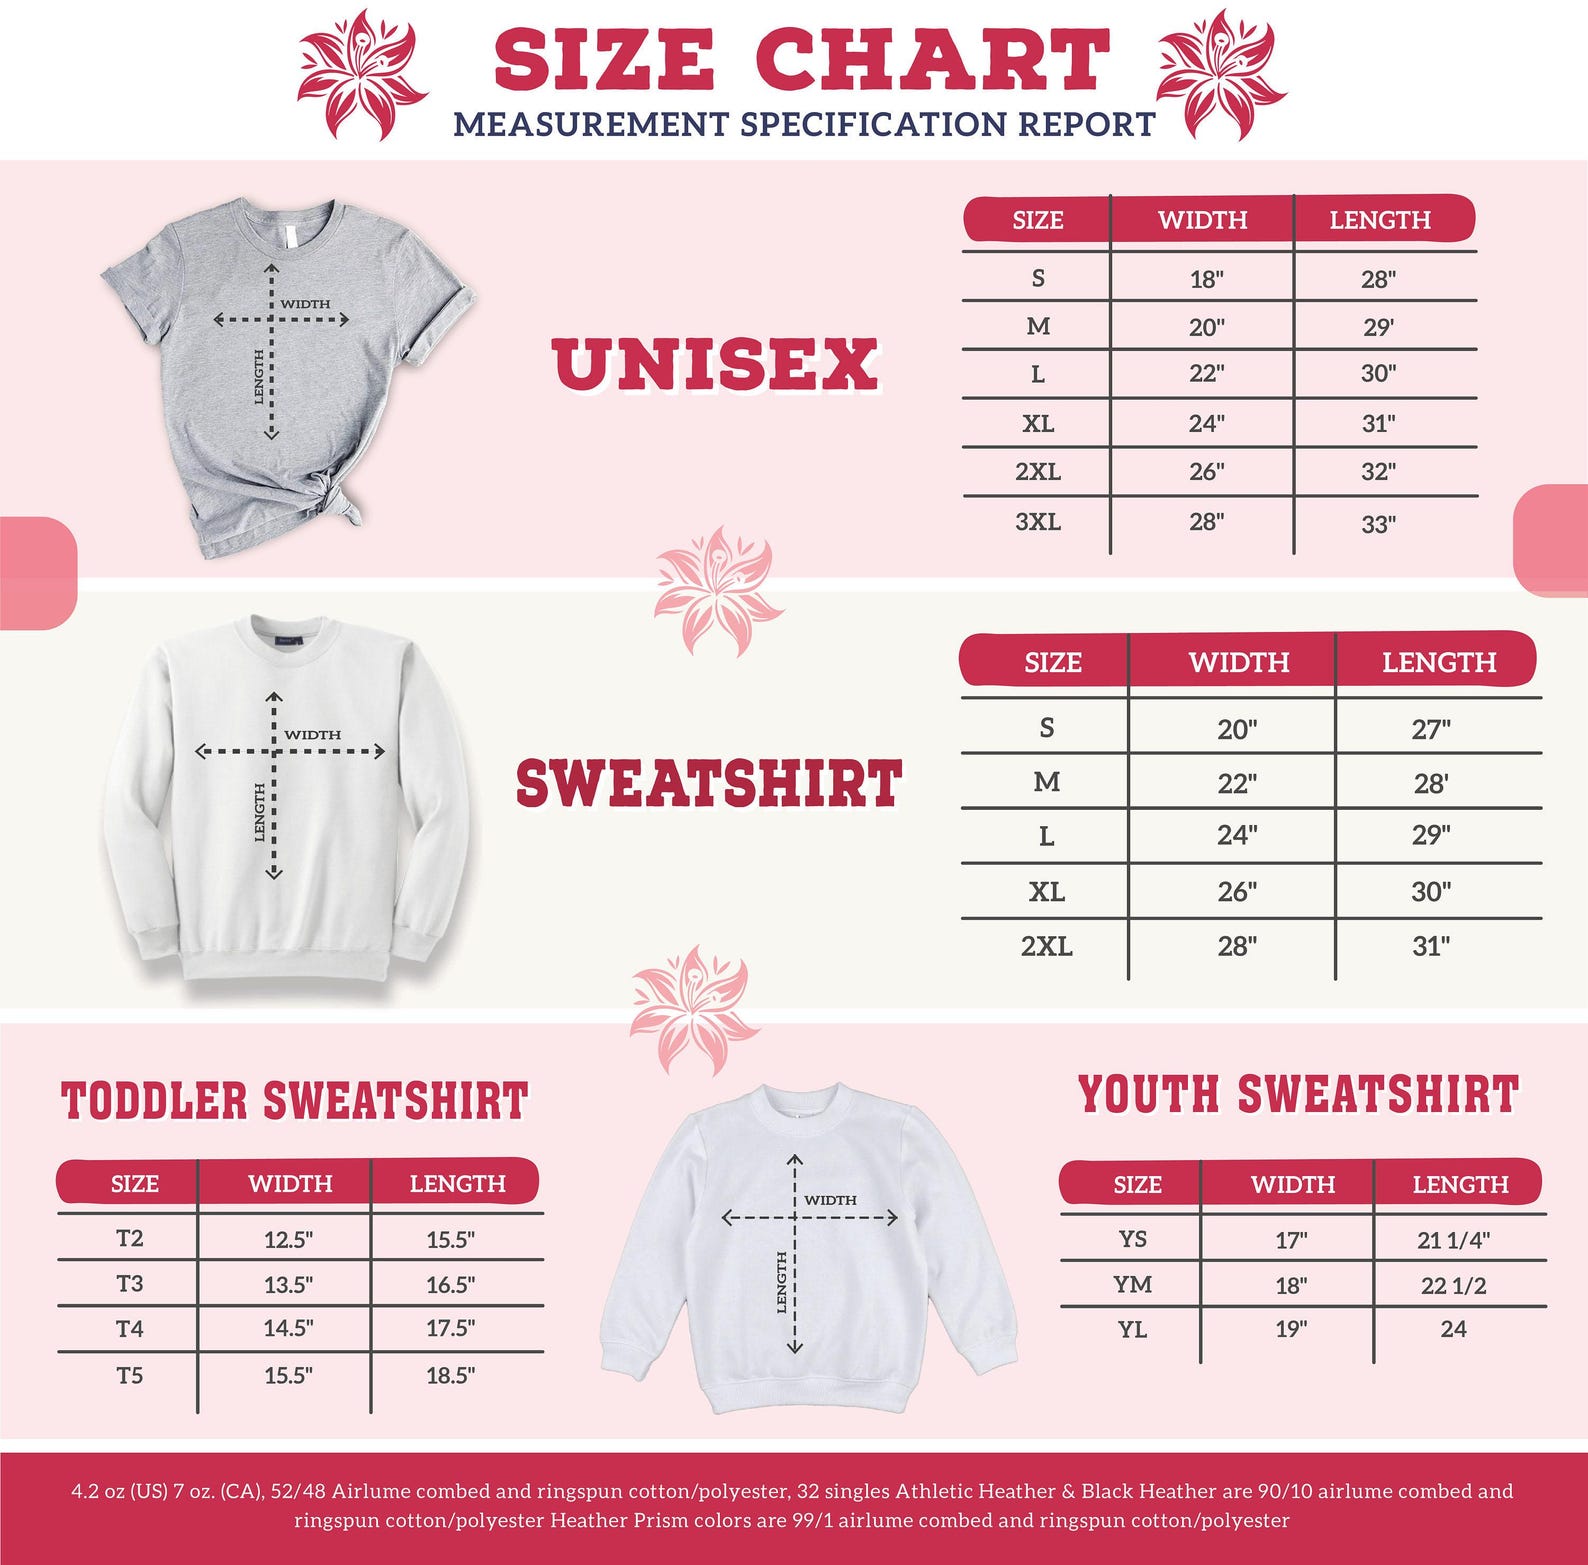 SIZE CHART
MEASUREMENT SPECIFICATION REPORT
WIDTH
LENGTH
UNISEX
SIZE WIDTH LENGTH
S 18" 28"
M 20" 29'
L 22" 30"
XL 24" 31"
2XL 26" 32"
3XL 28" 33"
WIDTH
LENGTH
SWEATSHIRT
SIZE WIDTH LENGTH
S 20" 27"
M 22" 28'
L 24" 29"
XL 26" 30"
2XL 28" 31"
TODDLER SWEATSHIRT
SIZE WIDTH LENGTH
T2 12.5" 15.5"
T3 13.5" 16.5"
T4 14.5" 17.5"
T5 15.5" 18.5"
WIDTH
LENGTH
YOUTH SWEATSHIRT
SIZE WIDTH LENGTH
YS 17" 21 1/4"
YM 18" 22 1/2
YL 19" 24
4.2 oz (US) 7 oz. (CA), 52/48 Airlume combed and ringspun cotton/polyester, 32 singles Athletic Heather & Black Heather are 90/10 airlume combed and
ringspun cotton/polyester Heather Prism colors are 99/1 airlume combed and ringspun cotton/polyester